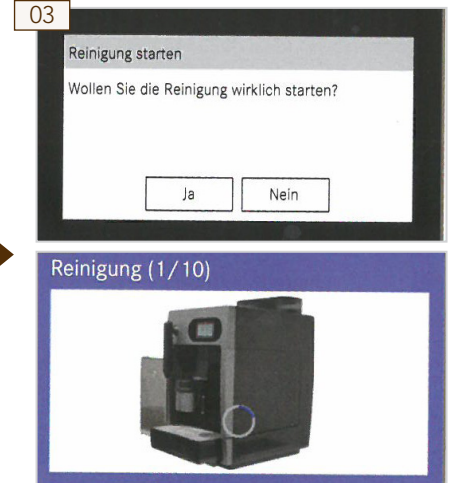 03
Reinigung starten
Wollen Sie die Reinigung wirklich starten?
Ja
Nein
Reinigung (1/10)